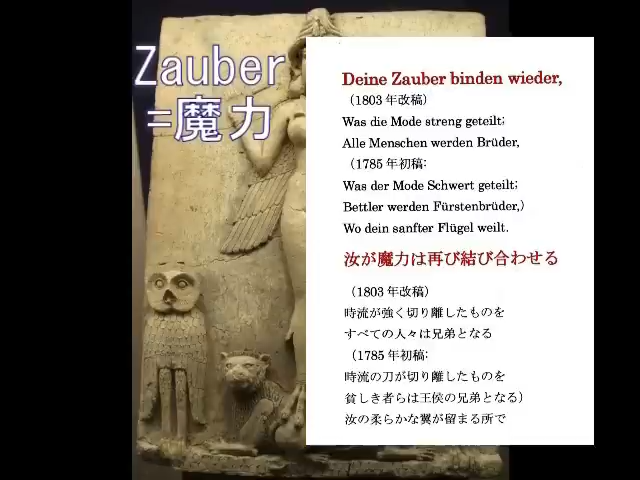 Zauber
=魔力
Deine Zauber binden wieder,
（1803 年改稿）
Was die Mode streng geteilt;
Alle Menschen werden Brüder,
（1785 年初稿:
Was der Mode Schwert geteilt;
Bettler werden Fürstenbrüder,）
Wo dein sanfter Flügel weilt.
汝が魔力は再び結び合わせる
（1803 年改稿）
時流が強く切り離したものを
すべての人々は兄弟となる
（1785 年初稿:
時流の刀が切り離したものを
貧しき者らは王侯の兄弟となる）
汝の柔らかな翼が留まる所で